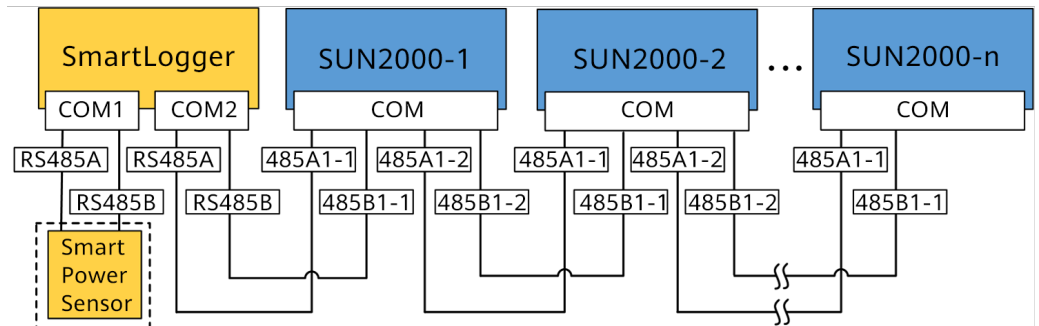 SmartLogger
SUN2000-1
SUN2000-2
...
SUN2000-n
COM1
COM2
COM
COM
COM
RS485A
RS485A
485A1-1
485A1-2
485A1-1
485A1-2
485A1-1
RS485B
RS485B
485B1-1
485B1-2
485B1-1
485B1-2
485B1-1
Smart
Power
Sensor